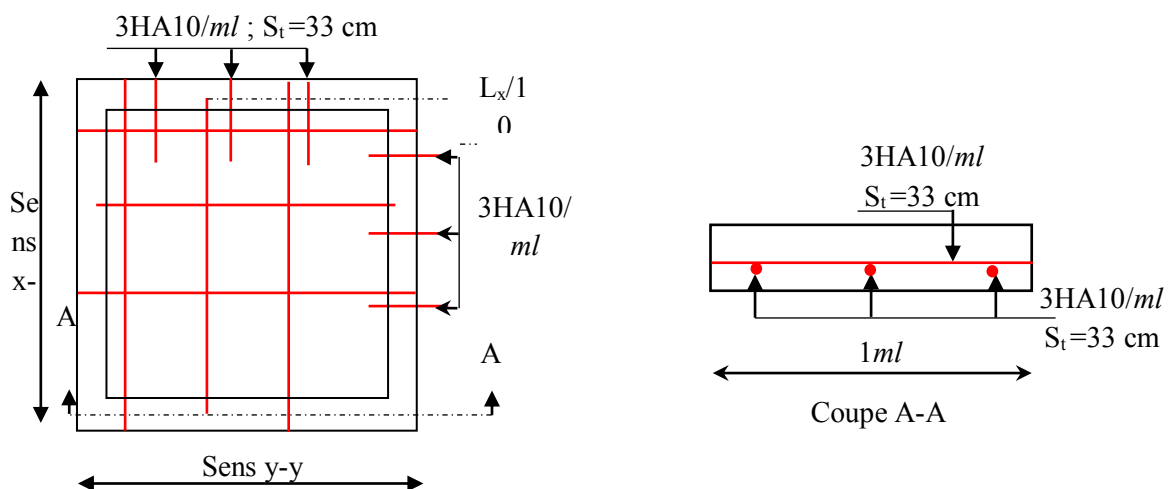 3HA10/ml ; St=33 cm
Lx/1
0
Se
ns
x-
3HA10/
ml
A
A
Sens y-y
3HA10/ml
St=33 cm
3HA10/ml
St=33 cm
1ml
Coupe A-A